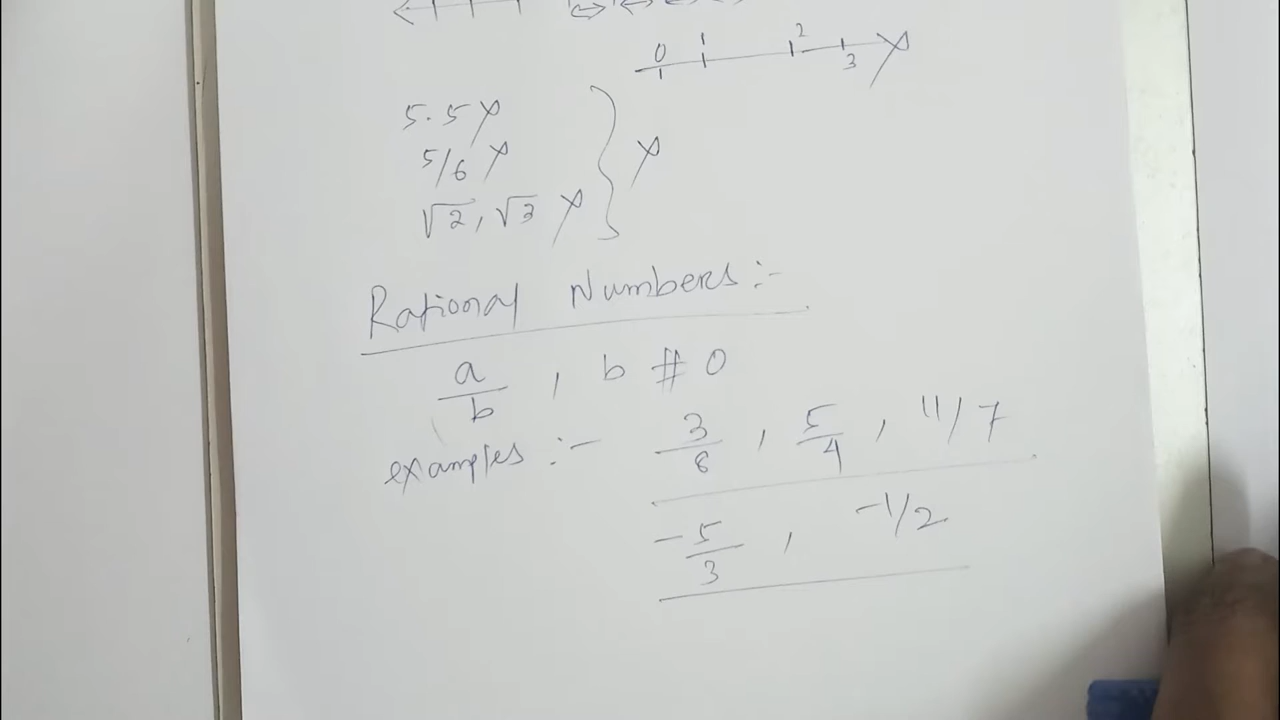 0 1 2 3 X
5.5 X
5/6 X
√2, √3 X
X
Rational Numbers:-
a/b , b ≠ 0
examples :- 3/8 , 5/4 , 11/7
-5/3 , -1/2